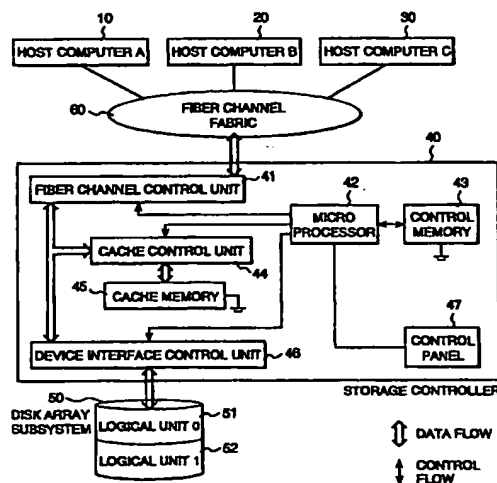 10
20
30
HOST COMPUTER A
HOST COMPUTER B
HOST COMPUTER C
60
FIBER CHANNEL
FABRIC
40
41
FIBER CHANNEL CONTROL UNIT
42
43
MICRO
PROCESSOR
CONTROL
MEMORY
CACHE CONTROL UNIT
44
45
CACHE MEMORY
47
CONTROL
PANEL
DEVICE INTERFACE CONTROL UNIT
46
STORAGE CONTROLLER
50
DISK ARRAY
SUBSYSTEM
51
LOGICAL UNIT 0
52
LOGICAL UNIT 1
DATA FLOW
CONTROL
FLOW